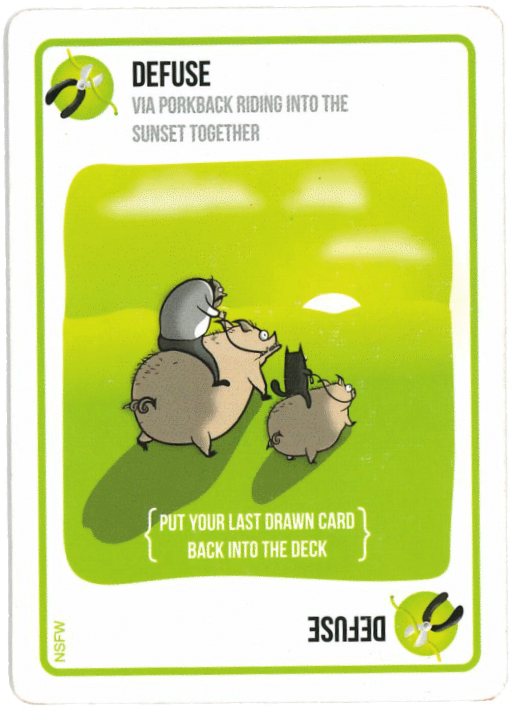 DEFUSE
VIA PORKBACK RIDING INTO THE
SUNSET TOGETHER
{ PUT YOUR LAST DRAWN CARD
BACK INTO THE DECK }
NSFW
DEFUSE